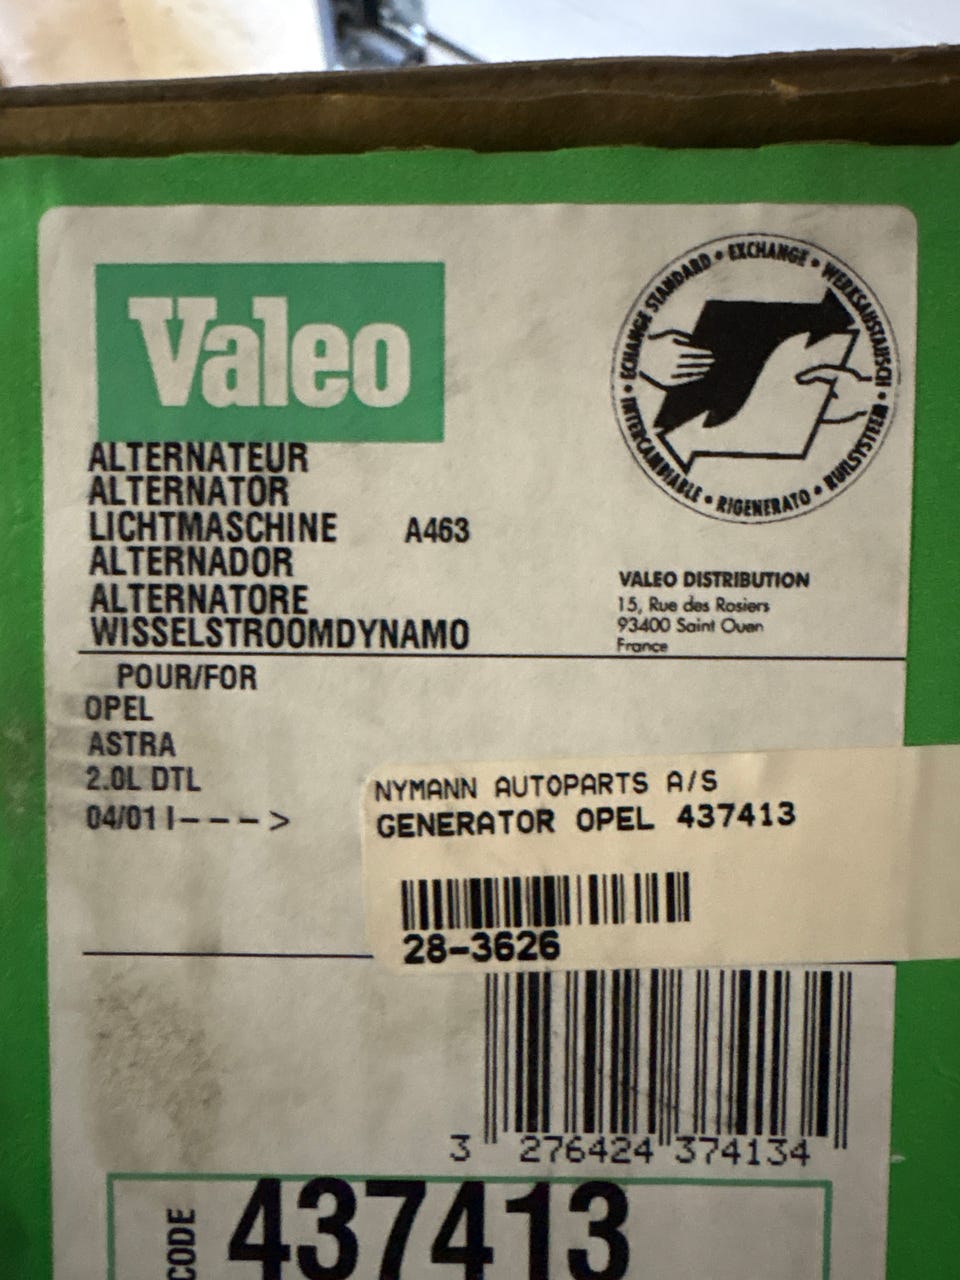 Valeo
ECHANGE STANDARD • EXCHANGE • WERKSAUSTAUSCH • RUILSYSTEEM • RIGENERATO • INTERCAMBIABLE •
ALTERNATEUR
ALTERNATOR
LICHTMASCHINE A463
ALTERNADOR
ALTERNATORE
WISSELSTROOMDYNAMO
VALEO DISTRIBUTION
15, Rue des Rosiers
93400 Saint Ouen
France
POUR/FOR
OPEL
ASTRA
2.0L DTL
04/01 I--->
NYMANN AUTOPARTS A/S
GENERATOR OPEL 437413
28-3626
3 276424 374134
CODE 437413